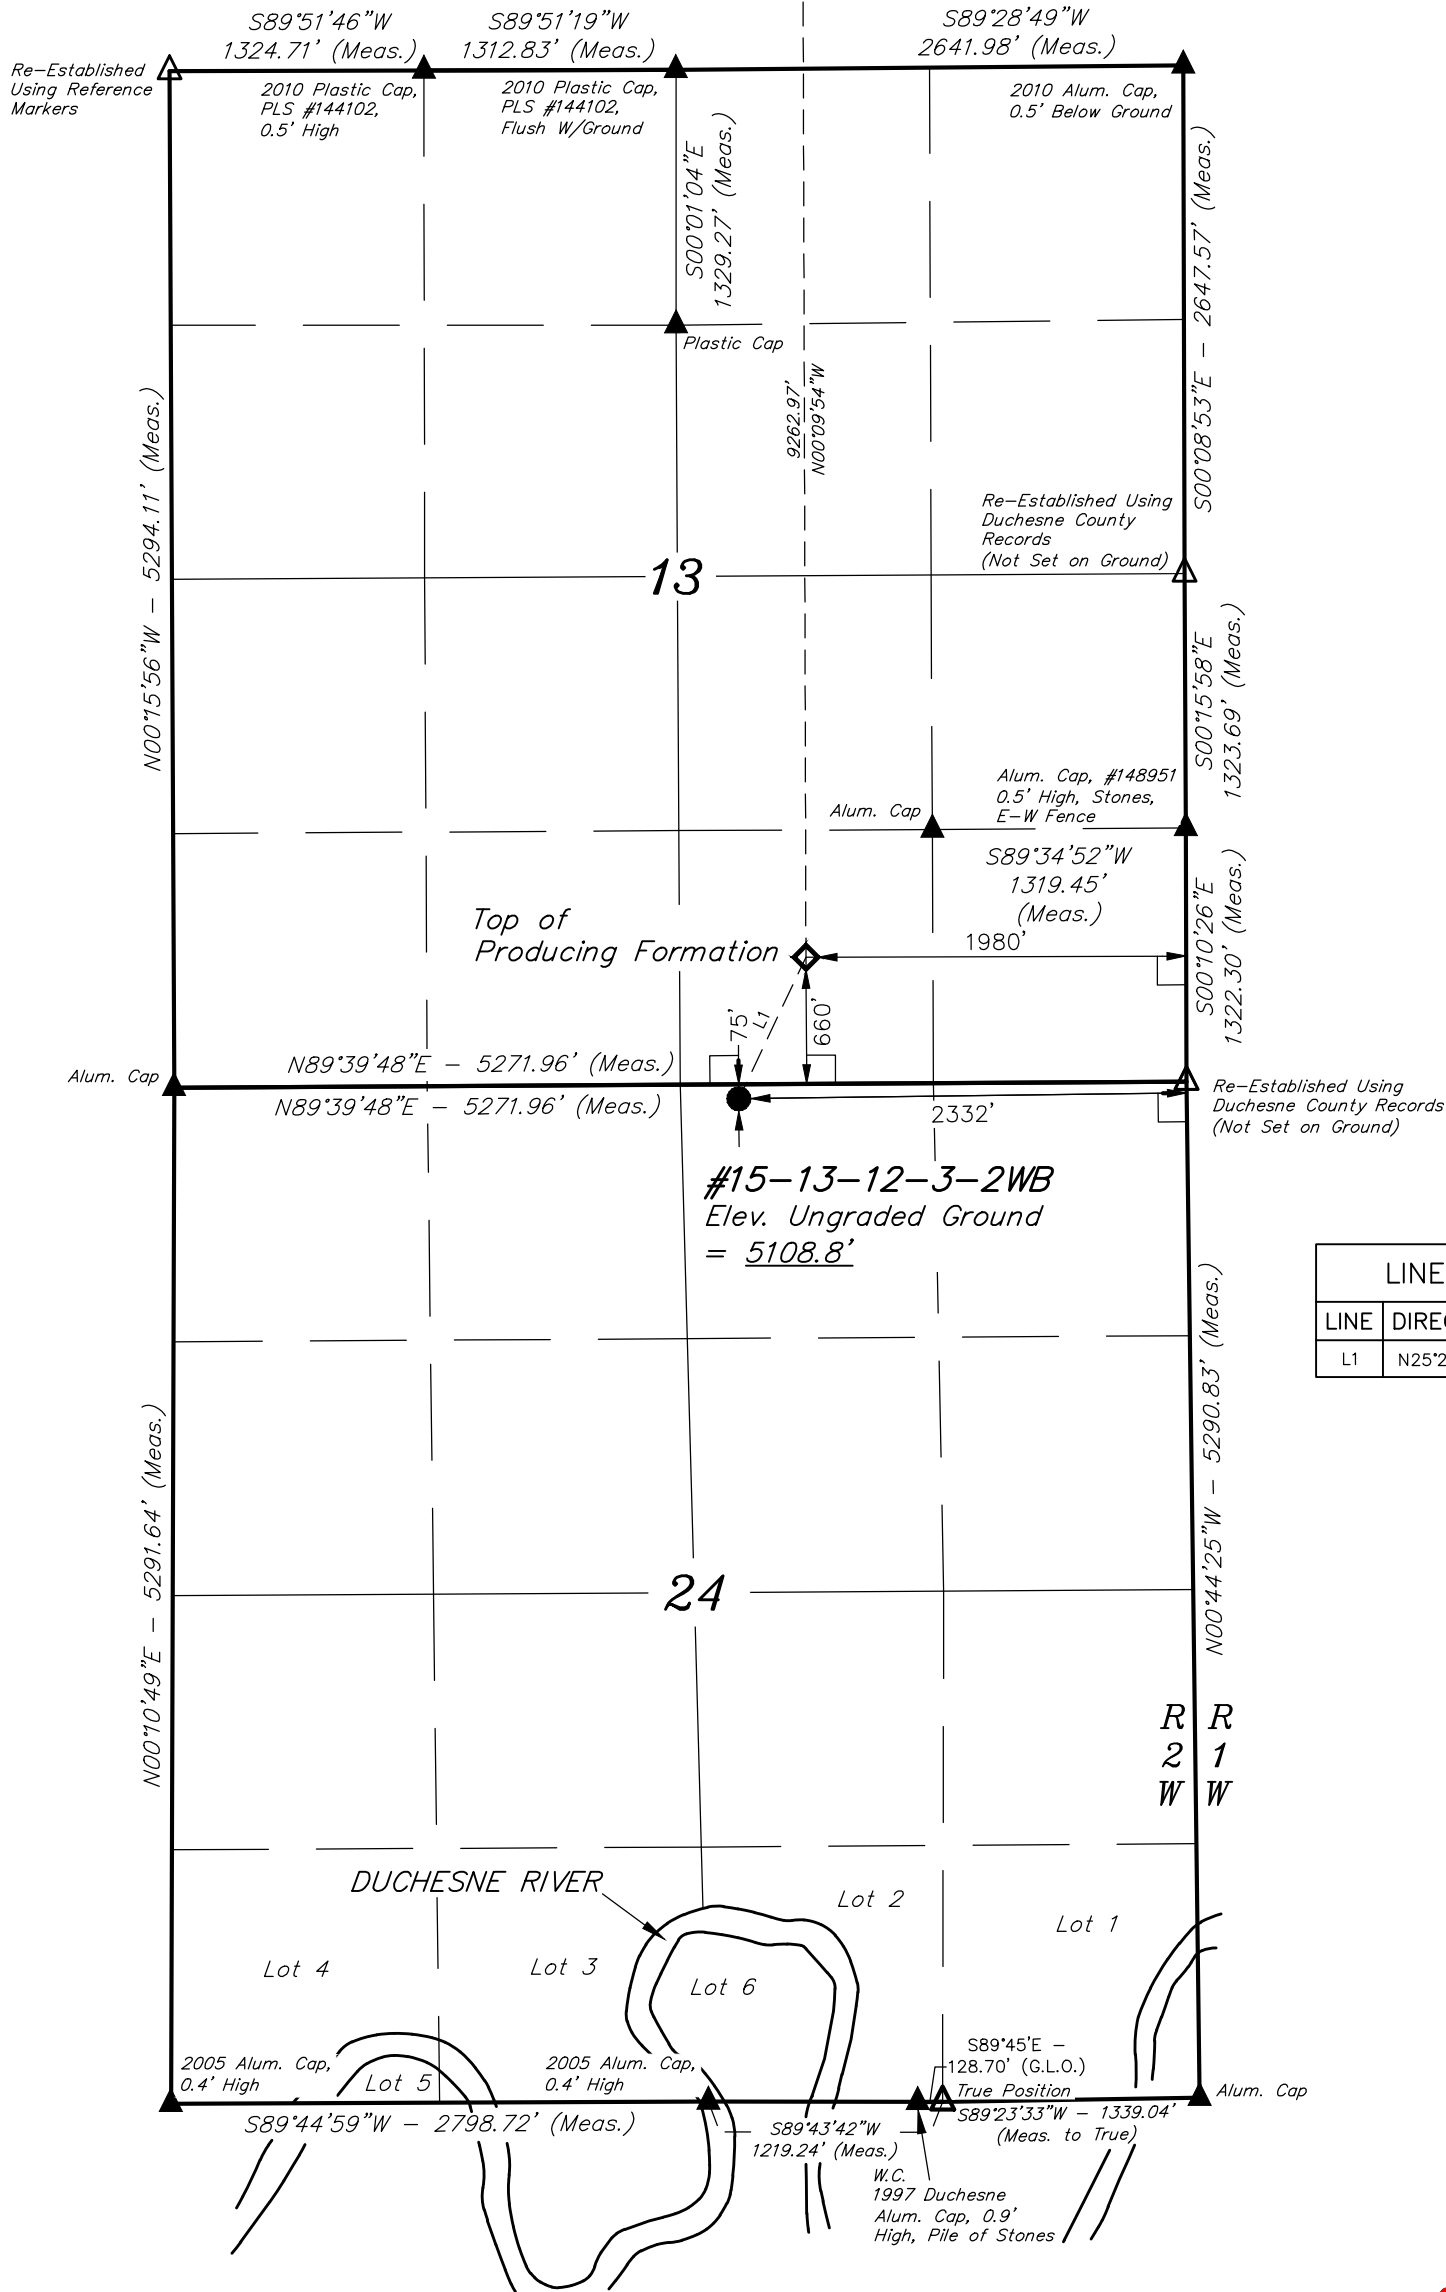 S89°51'46"W
1324.71' (Meas.)
S89°51'19"W
1312.83' (Meas.)
S89°28'49"W
2641.98' (Meas.)
Re-Established
Using Reference
Markers
2010 Plastic Cap,
PLS #144102,
0.5' High
2010 Plastic Cap,
PLS #144102,
Flush W/Ground
2010 Alum. Cap,
0.5' Below Ground
S00°01'04"E
1329.27' (Meas.)
S00°08'53"E - 2647.57' (Meas.)
Plastic Cap
9262.97'
N00°09'54"W
N00°15'56"W - 5294.11' (Meas.)
Re-Established Using
Duchesne County
Records
(Not Set on Ground)
13
S00°15'58"E
1323.69' (Meas.)
Alum. Cap, #148951
0.5' High, Stones,
E-W Fence
Alum. Cap
S89°34'52"W
1319.45'
(Meas.)
S00°10'26"E
1322.30' (Meas.)
Top of
Producing Formation
1980'
75'
L1
660'
N89°39'48"E - 5271.96' (Meas.)
Alum. Cap
N89°39'48"E - 5271.96' (Meas.)
2332'
Re-Established Using
Duchesne County Records
(Not Set on Ground)
#15-13-12-3-2WB
Elev. Ungraded Ground
= 5108.8'
LINE
LINE DIREC
L1 N25°2
N00°44'25"W - 5290.83' (Meas.)
N00°10'49"E - 5291.64' (Meas.)
24
R R
2 1
W W
DUCHESNE RIVER
Lot 2
Lot 1
Lot 4
Lot 3
Lot 6
2005 Alum. Cap,
0.4' High
Lot 5
2005 Alum. Cap,
0.4' High
S89°45'E -
128.70' (G.L.O.)
True Position
Alum. Cap
S89°44'59"W - 2798.72' (Meas.)
S89°43'42"W
1219.24' (Meas.)
S89°23'33"W - 1339.04'
(Meas. to True)
W.C.
1997 Duchesne
Alum. Cap, 0.9'
High, Pile of Stones